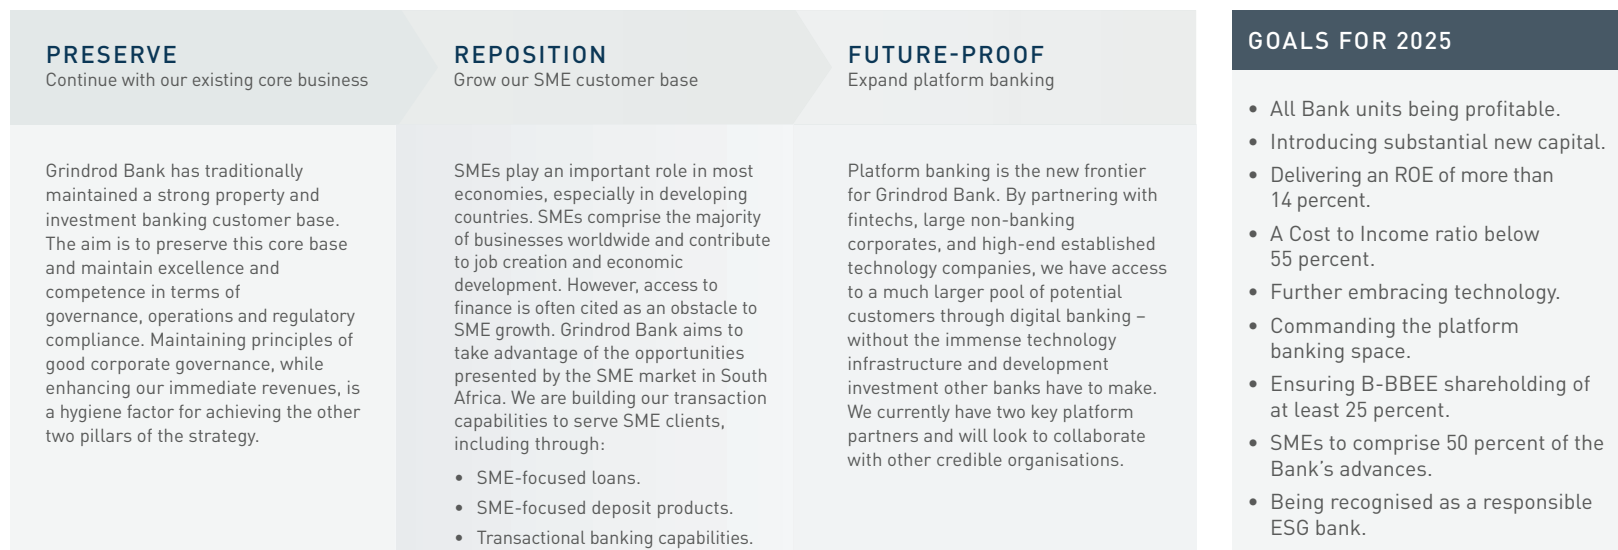 PRESERVE
Continue with our existing core business
Grindrod Bank has traditionally
maintained a strong property and
investment banking customer base.
The aim is to preserve this core base
and maintain excellence and
competence in terms of
governance, operations and regulatory
compliance. Maintaining principles of
good corporate governance, while
enhancing our immediate revenues, is
a hygiene factor for achieving the other
two pillars of the strategy.
REPOSITION
Grow our SME customer base
SMEs play an important role in most
economies, especially in developing
countries. SMEs comprise the majority
of businesses worldwide and contribute
to job creation and economic
development. However, access to
finance is often cited as an obstacle to
SME growth. Grindrod Bank aims to
take advantage of the opportunities
presented by the SME market in South
Africa. We are building our transaction
capabilities to serve SME clients,
including through:
• SME-focused loans.
• SME-focused deposit products.
• Transactional banking capabilities.
FUTURE-PROOF
Expand platform banking
Platform banking is the new frontier
for Grindrod Bank. By partnering with
fintechs, large non-banking
corporates, and high-end established
technology companies, we have access
to a much larger pool of potential
customers through digital banking –
without the immense technology
infrastructure and development
investment other banks have to make.
We currently have two key platform
partners and will look to collaborate
with other credible organisations.
GOALS FOR 2025
• All Bank units being profitable.
• Introducing substantial new capital.
• Delivering an ROE of more than
14 percent.
• A Cost to Income ratio below
55 percent.
• Further embracing technology.
• Commanding the platform
banking space.
• Ensuring B-BBEE shareholding of
at least 25 percent.
• SMEs to comprise 50 percent of the
Bank's advances.
• Being recognised as a responsible
ESG bank.